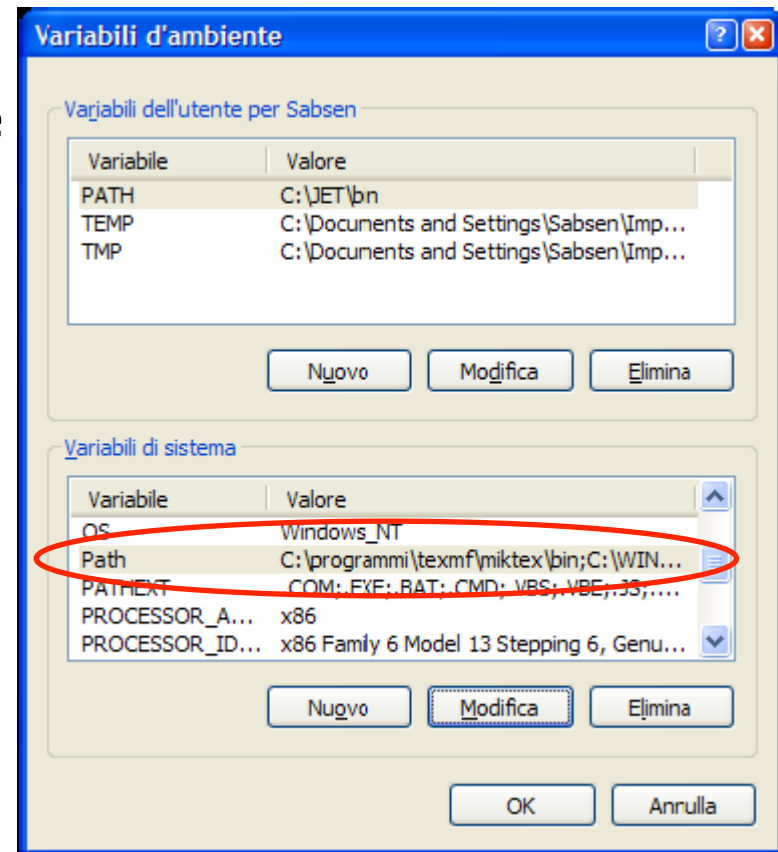 Variabili d'ambiente
Variabili dell'utente per Sabsen
Variabile Valore
PATH C:\JET\bin
TEMP C:\Documents and Settings\Sabsen\Imp...
TMP C:\Documents and Settings\Sabsen\Imp...
Nuovo Modifica Elimina
Variabili di sistema
Variabile Valore
OS Windows_NT
Path C:\programmi\texmf\miktex\bin;C:\WIN...
PATHEXT .COM;.EXE;.BAT;.CMD;.VBS;.VBE;.JS;....
PROCESSOR_A... x86
PROCESSOR_ID... x86 Family 6 Model 13 Stepping 6, Genu...
Nuovo Modifica Elimina
OK Annulla